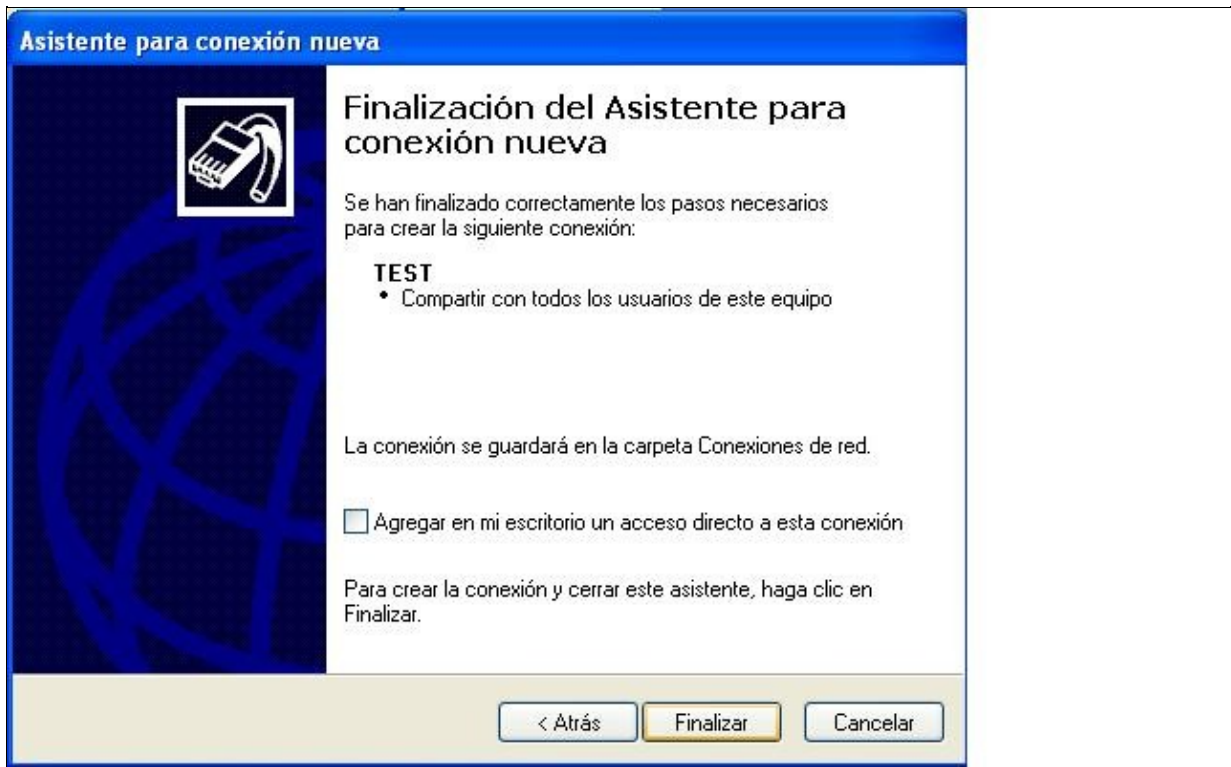 Asistente para conexión nueva
Finalización del Asistente para
conexión nueva
Se han finalizado correctamente los pasos necesarios
para crear la siguiente conexión:
TEST
• Compartir con todos los usuarios de este equipo
La conexión se guardará en la carpeta Conexiones de red.
Agregar en mi escritorio un acceso directo a esta conexión
Para crear la conexión y cerrar este asistente, haga clic en
Finalizar.
< Atrás Finalizar Cancelar